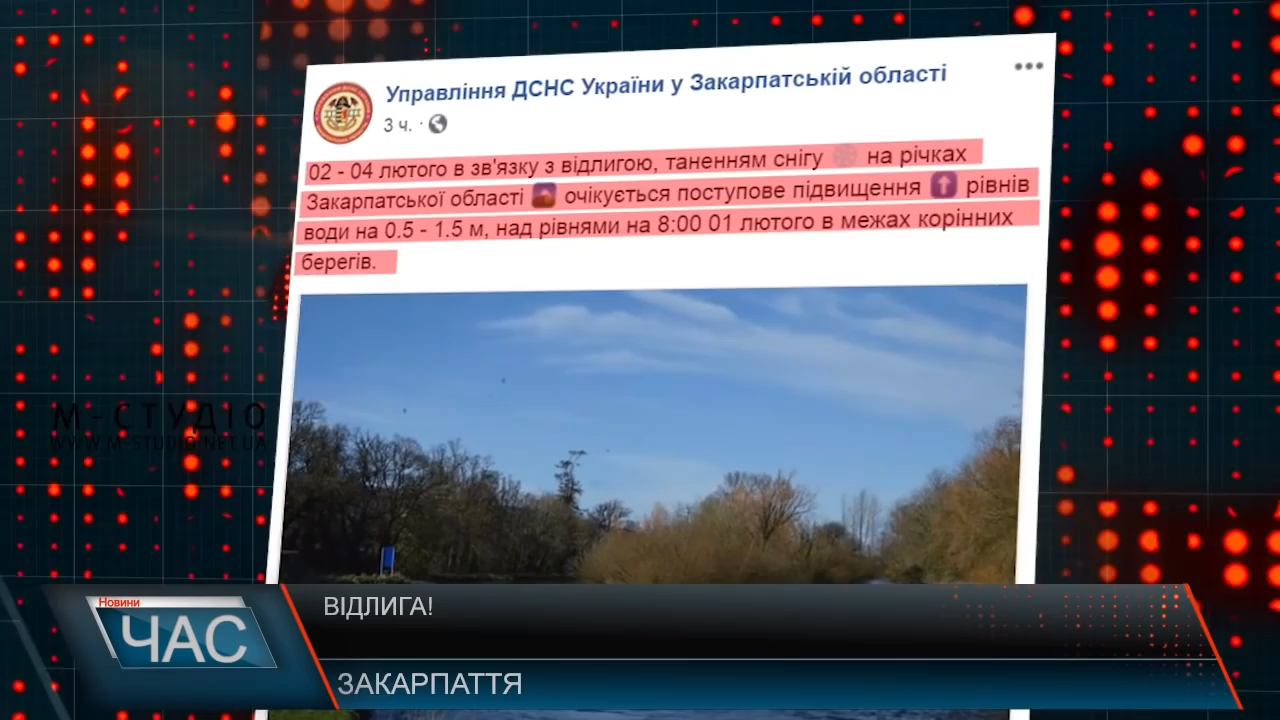 Управління ДСНС України у Закарпатській області
3 ч. ·
02 - 04 лютого в зв'язку з відлигою, таненням снігу на річках
Закарпатської області очікується поступове підвищення рівнів
води на 0.5 - 1.5 м, над рівнями на 8:00 01 лютого в межах корінних
берегів.
М-СТУДІО
WWW.M-STUDIO.NET.UA
Новини
ЧАС
ВІДЛИГА!
ЗАКАРПАТТЯ